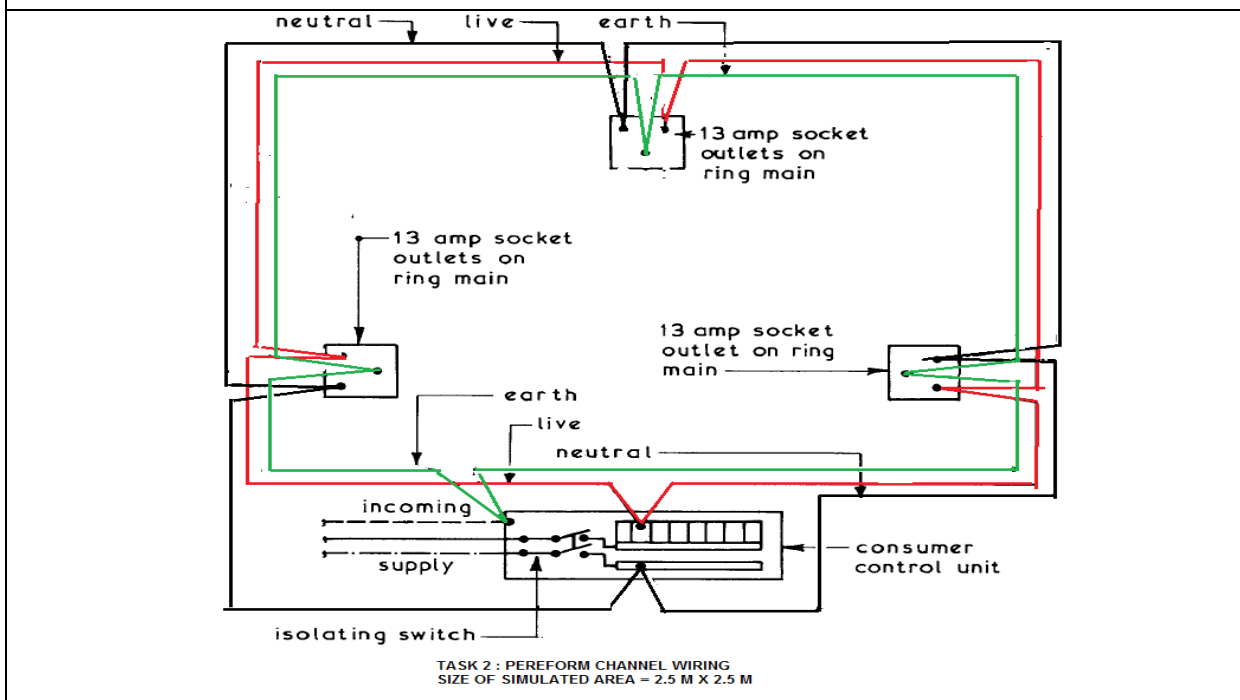 neutral
live
earth
13 amp socket
outlets on
ring main
13 amp socket
outlets on
ring main
13 amp socket
outlet on ring
main
earth
live
neutral
incoming
supply
consumer
control unit
isolating switch
TASK 2 : PEREFORM CHANNEL WIRING
SIZE OF SIMULATED AREA = 2.5 M X 2.5 M